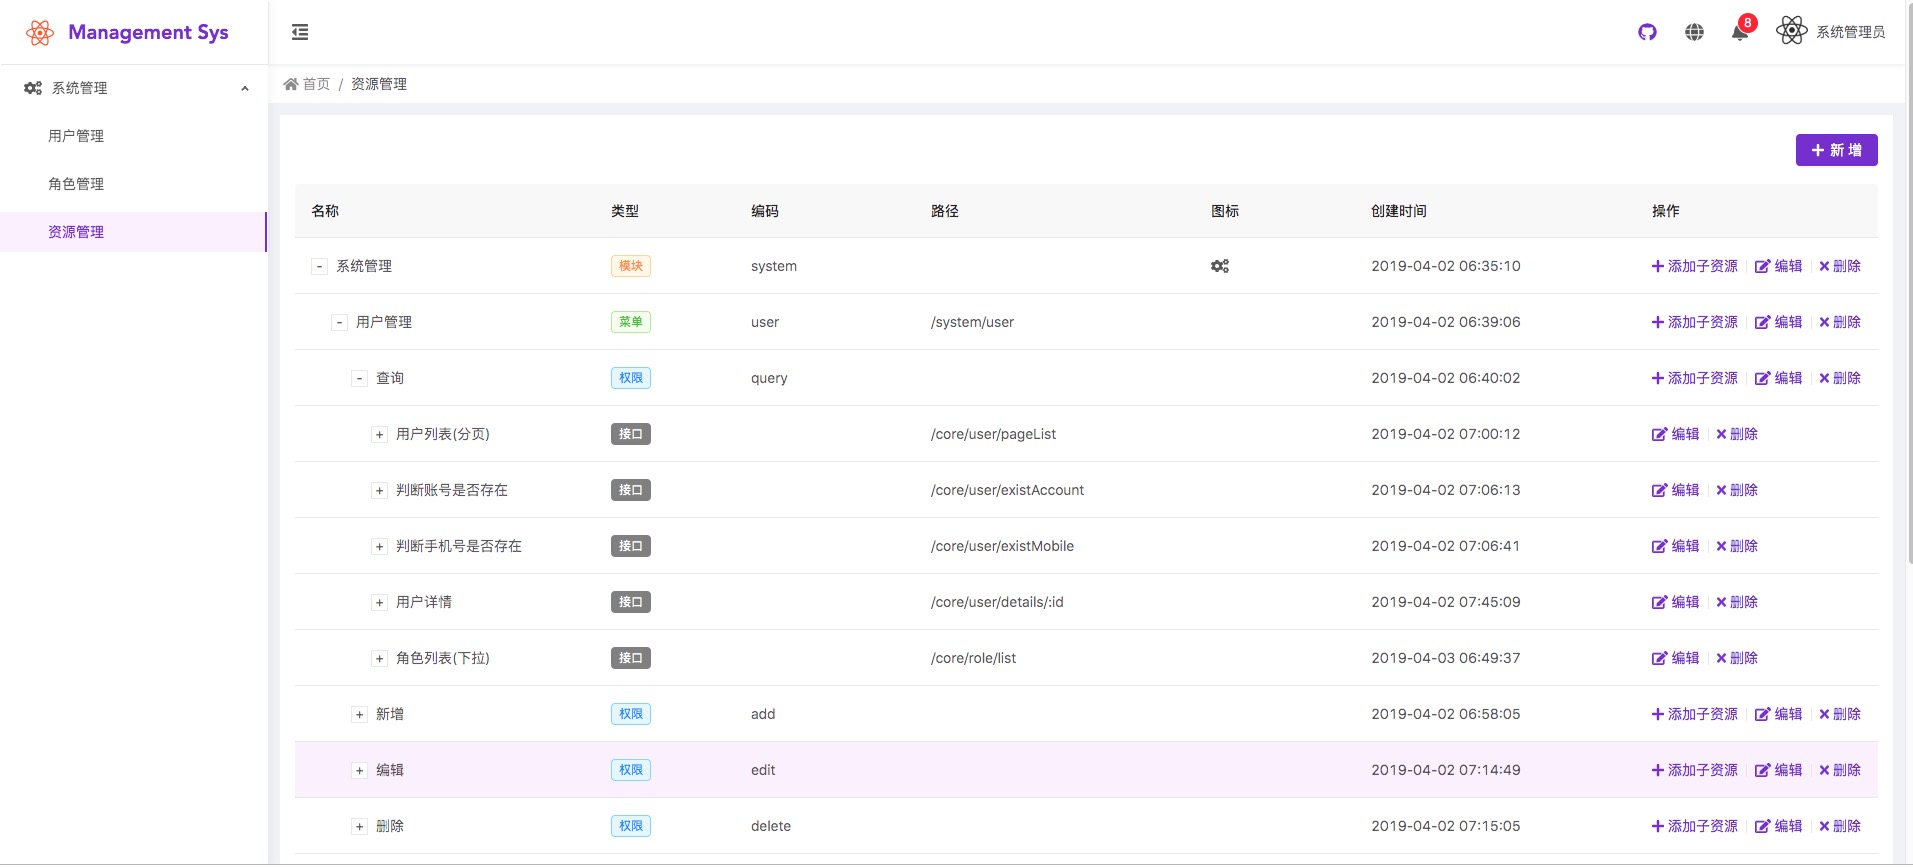 Management Sys
8
系统管理员
系统管理
用户管理
角色管理
资源管理
首页 / 资源管理
+ 新 增
名称 类型 编码 路径 图标 创建时间 操作
- 系统管理 模块 system 2019-04-02 06:35:10 添加子资源 编辑 删除
- 用户管理 菜单 user /system/user 2019-04-02 06:39:06 添加子资源 编辑 删除
- 查询 权限 query 2019-04-02 06:40:02 添加子资源 编辑 删除
+ 用户列表(分页) 接口 /core/user/pageList 2019-04-02 07:00:12 编辑 删除
+ 判断账号是否存在 接口 /core/user/existAccount 2019-04-02 07:06:13 编辑 删除
+ 判断手机号是否存在 接口 /core/user/existMobile 2019-04-02 07:06:41 编辑 删除
+ 用户详情 接口 /core/user/details/:id 2019-04-02 07:45:09 编辑 删除
+ 角色列表(下拉) 接口 /core/role/list 2019-04-03 06:49:37 编辑 删除
+ 新增 权限 add 2019-04-02 06:58:05 添加子资源 编辑 删除
+ 编辑 权限 edit 2019-04-02 07:14:49 添加子资源 编辑 删除
+ 删除 权限 delete 2019-04-02 07:15:05 添加子资源 编辑 删除